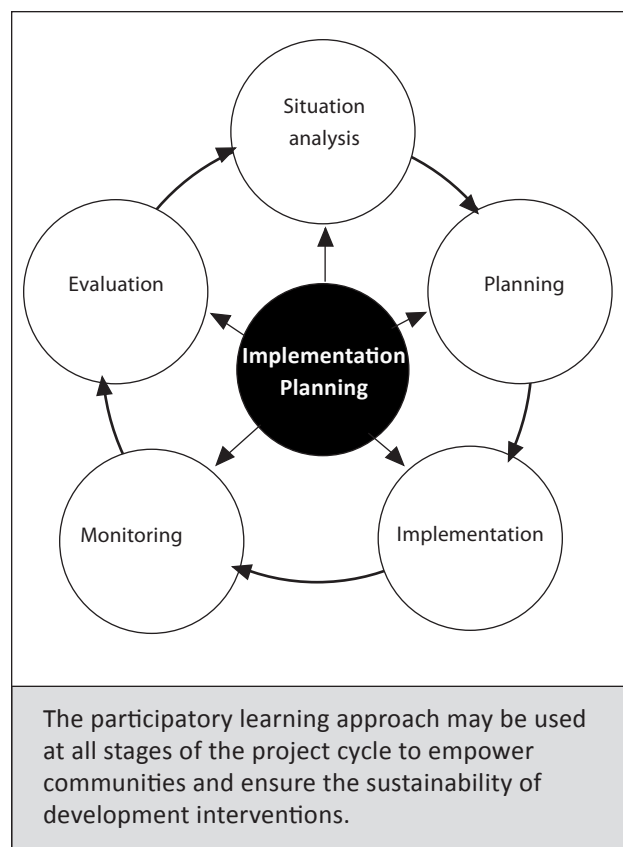 Situation
analysis
Evaluation
Planning
Implementation
Planning
Monitoring
Implementation
The participatory learning approach may be used
at all stages of the project cycle to empower
communities and ensure the sustainability of
development interventions.